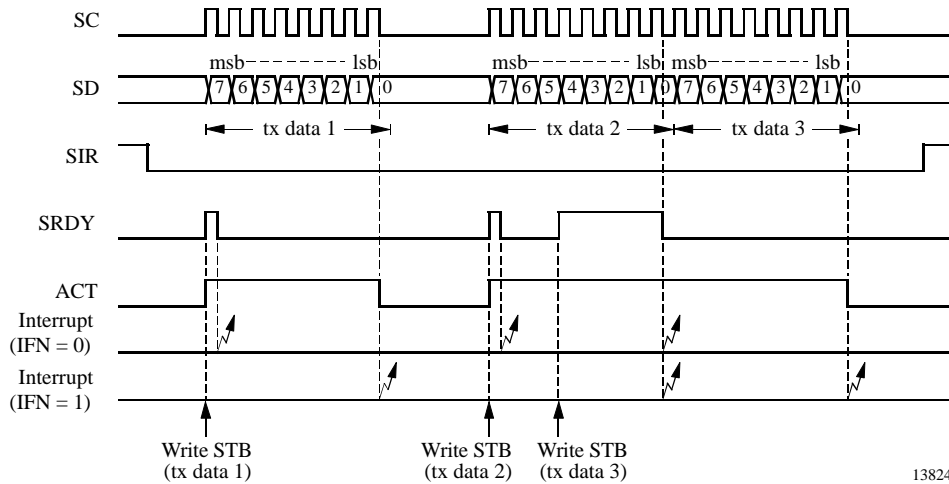 SC
msb lsb msb lsb msb lsb
SD 7 6 5 4 3 2 1 0 7 6 5 4 3 2 1 0 7 6 5 4 3 2 1 0
tx data 1 tx data 2 tx data 3
SIR
SRDY
ACT
Interrupt
(IFN = 0)
Interrupt
(IFN = 1)
Write STB Write STB Write STB
(tx data 1) (tx data 2) (tx data 3)
13824